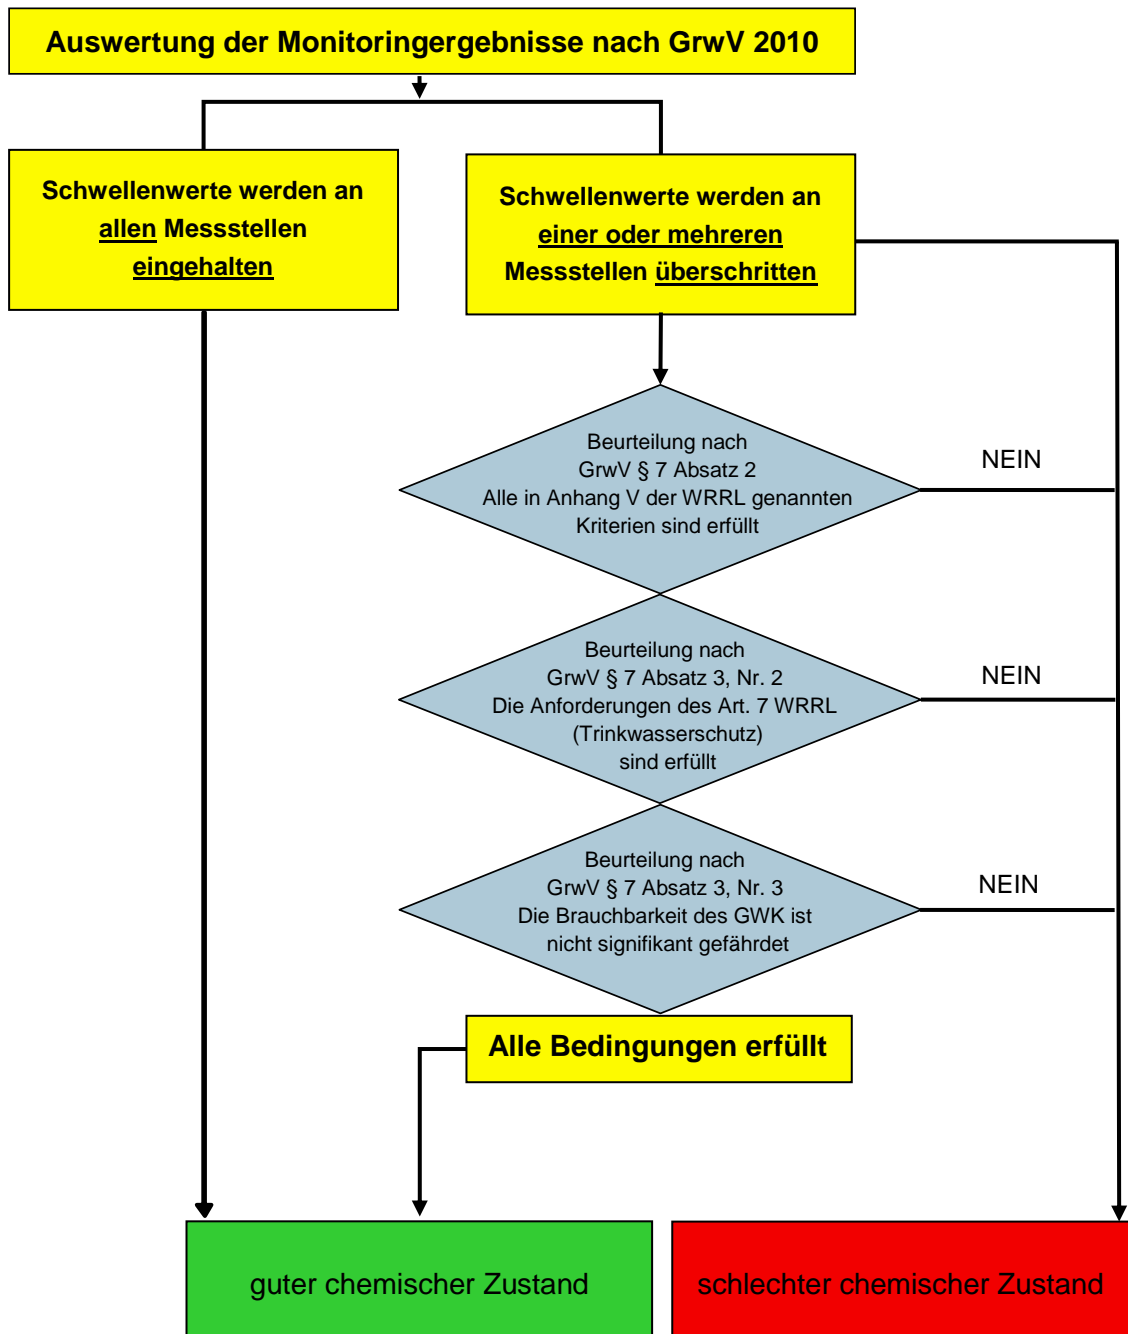 Auswertung der Monitoringergebnisse nach GrwV 2010
Schwellenwerte werden an
allen Messstellen
eingehalten
Schwellenwerte werden an
einer oder mehreren
Messstellen überschritten
Beurteilung nach
GrwV § 7 Absatz 2
Alle in Anhang V der WRRL genannten
Kriterien sind erfüllt
NEIN
Beurteilung nach
GrwV § 7 Absatz 3, Nr. 2
Die Anforderungen des Art. 7 WRRL
(Trinkwasserschutz)
sind erfüllt
NEIN
Beurteilung nach
GrwV § 7 Absatz 3, Nr. 3
Die Brauchbarkeit des GWK ist
nicht signifikant gefährdet
NEIN
Alle Bedingungen erfüllt
guter chemischer Zustand
schlechter chemischer Zustand